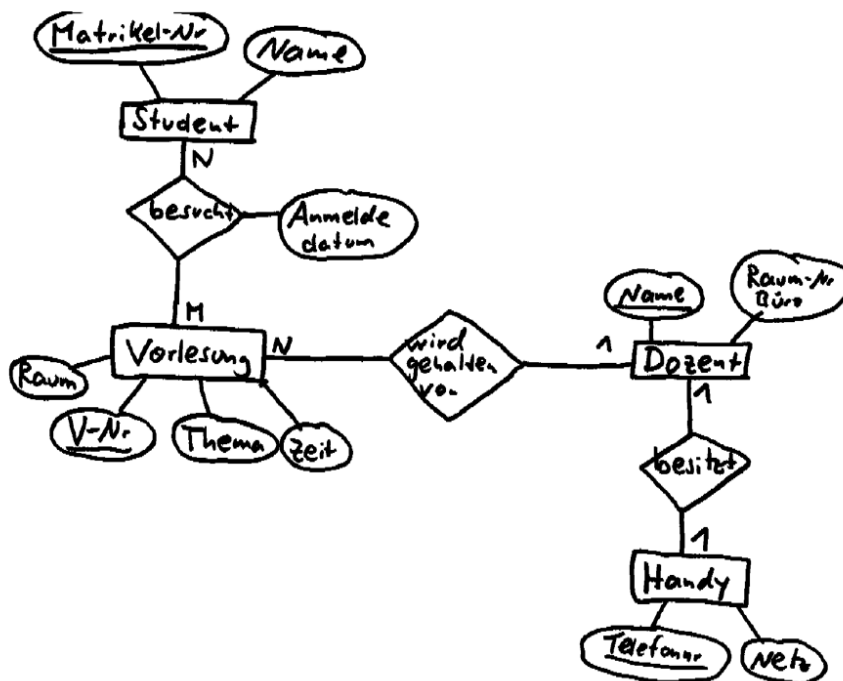 Matrikel-Nr
Name
Student
N
besucht
Anmelde
datum
M
Vorlesung
N
wird
gehalten
von
1
Name
Raum-Nr
Büro
Dozent
1
Raum
V-Nr
Thema
Zeit
besitzt
1
Handy
Telefonnr
Netz